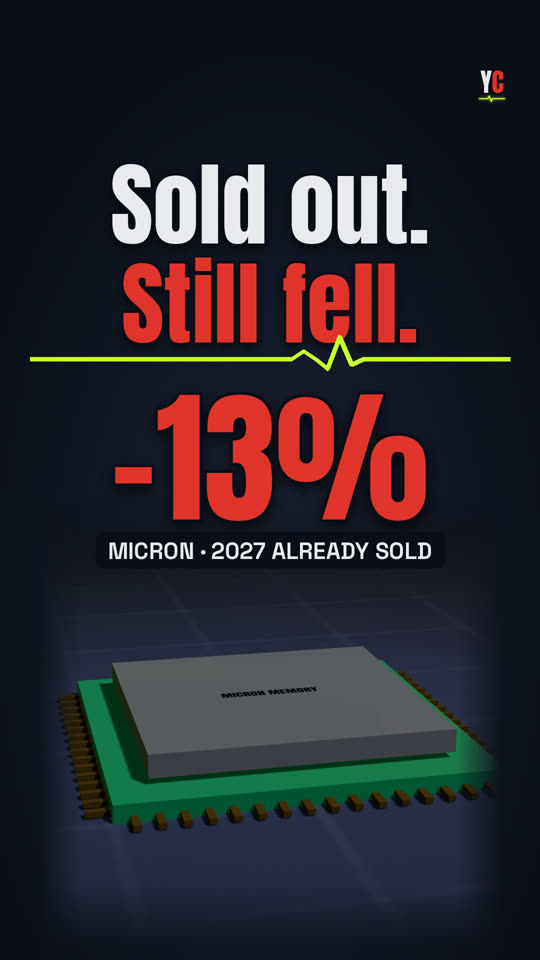 YC
Sold out.
Still fell.
-13%
MICRON · 2027 ALREADY SOLD
MICRON MEMORY